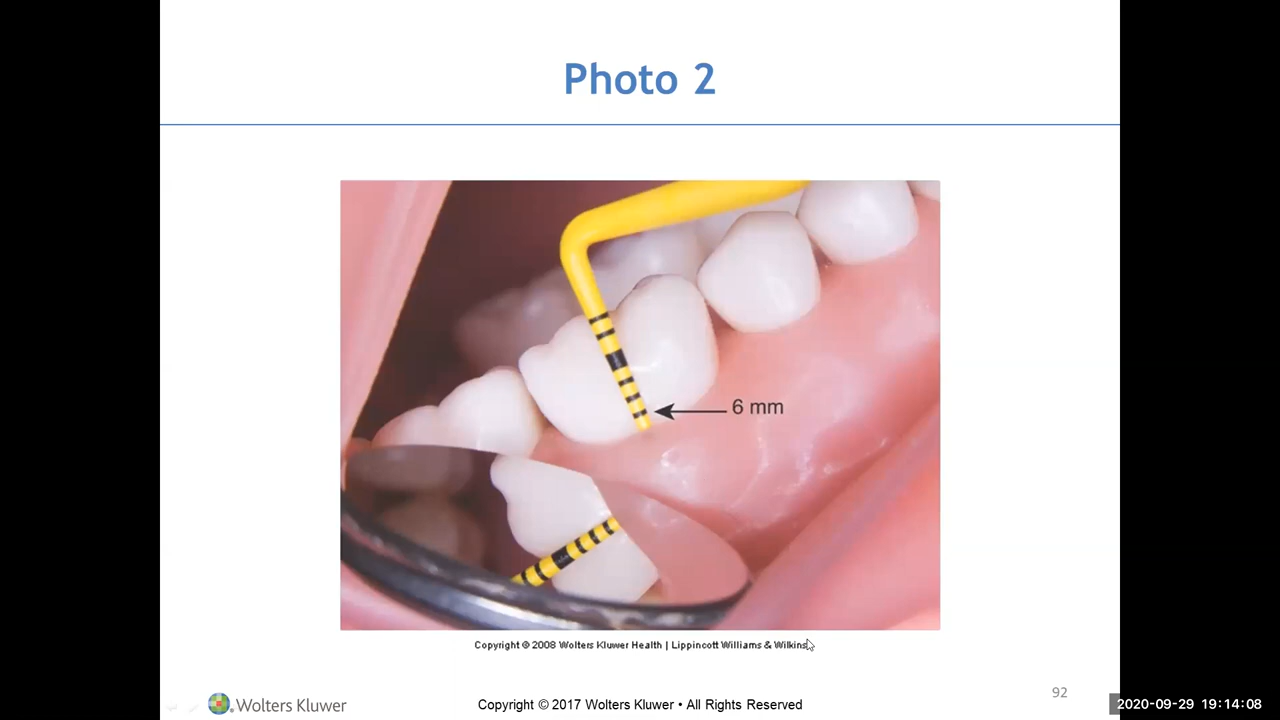 Photo 2
6 mm
Copyright © 2008 Wolters Kluwer Health | Lippincott Williams & Wilkins
Wolters Kluwer
Copyright © 2017 Wolters Kluwer • All Rights Reserved
92
2020-09-29 19:14:08